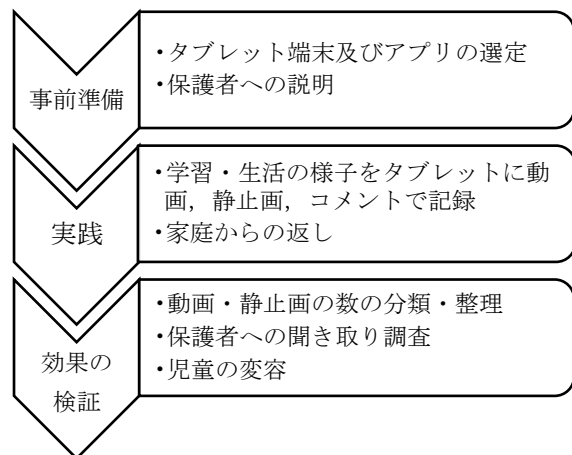 事前準備
・タブレット端末及びアプリの選定
・保護者への説明
実践
・学習・生活の様子をタブレットに動
画，静止画，コメントで記録
・家庭からの返し
効果の
検証
・動画・静止画の数の分類・整理
・保護者への聞き取り調査
・児童の変容